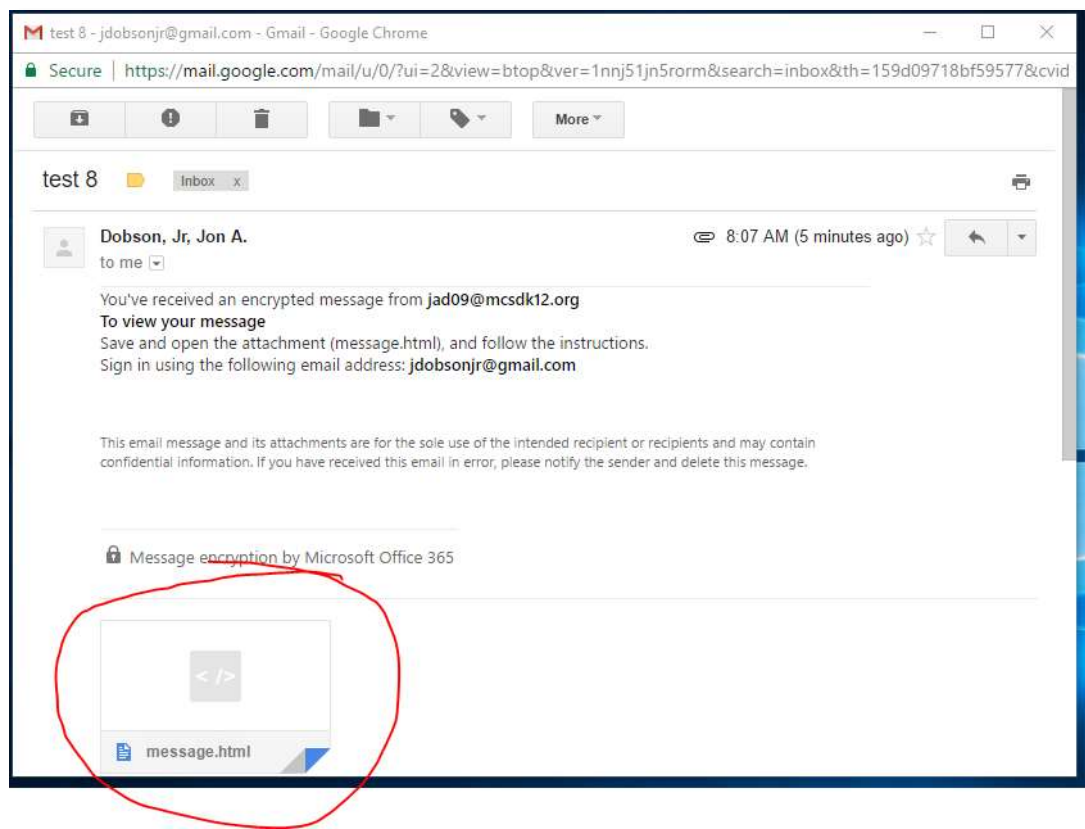 test 8 - jdobsonjr@gmail.com - Gmail - Google Chrome
Secure | https://mail.google.com/mail/u/0/?ui=2&view=btop&ver=1nnj51jn5rorm&search=inbox&th=159d09718bf59577&cvid
More
test 8 Inbox x
Dobson, Jr, Jon A. 8:07 AM (5 minutes ago)
to me
You've received an encrypted message from jad09@mcsdk12.org
To view your message
Save and open the attachment (message.html), and follow the instructions.
Sign in using the following email address: jdobsonjr@gmail.com
This email message and its attachments are for the sole use of the intended recipient or recipients and may contain
confidential information. If you have received this email in error, please notify the sender and delete this message.
Message encryption by Microsoft Office 365
< />
message.html